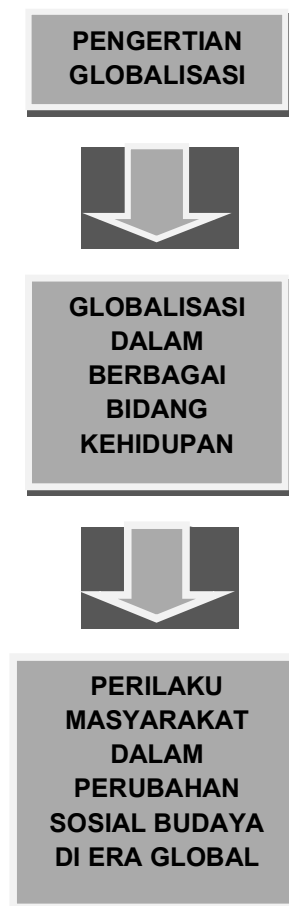 PENGERTIAN
GLOBALISASI
GLOBALISASI
DALAM
BERBAGAI
BIDANG
KEHIDUPAN
PERILAKU
MASYARAKAT
DALAM
PERUBAHAN
SOSIAL BUDAYA
DI ERA GLOBAL